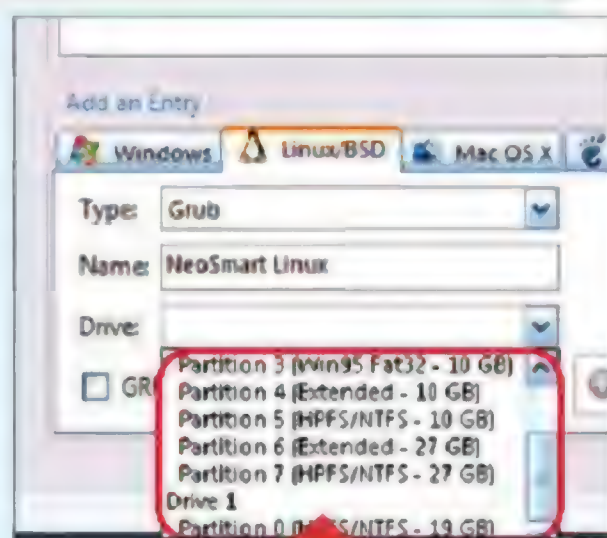 Add an Entry
Windows Linux/BSD Mac OS X
Type: Grub
Name: NeoSmart Linux
Drive:
GR
Partition 3 (Win95 Fat32 - 10 GB)
Partition 4 (Extended - 10 GB)
Partition 5 (HPFS/NTFS - 10 GB)
Partition 6 (Extended - 27 GB)
Partition 7 (HPFS/NTFS - 27 GB)
Drive 1
Partition 0 S/NTFS - 19 GB)